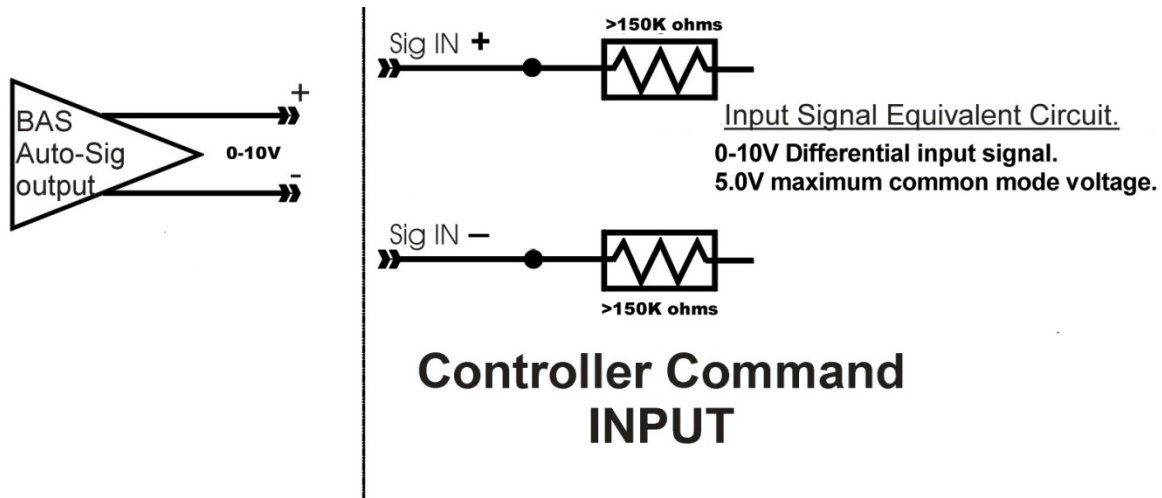 BAS
Auto-Sig
output
+
0-10V
-
Sig IN +
>150K ohms
Input Signal Equivalent Circuit.
0-10V Differential input signal.
5.0V maximum common mode voltage.
Sig IN −
>150K ohms
Controller Command
INPUT